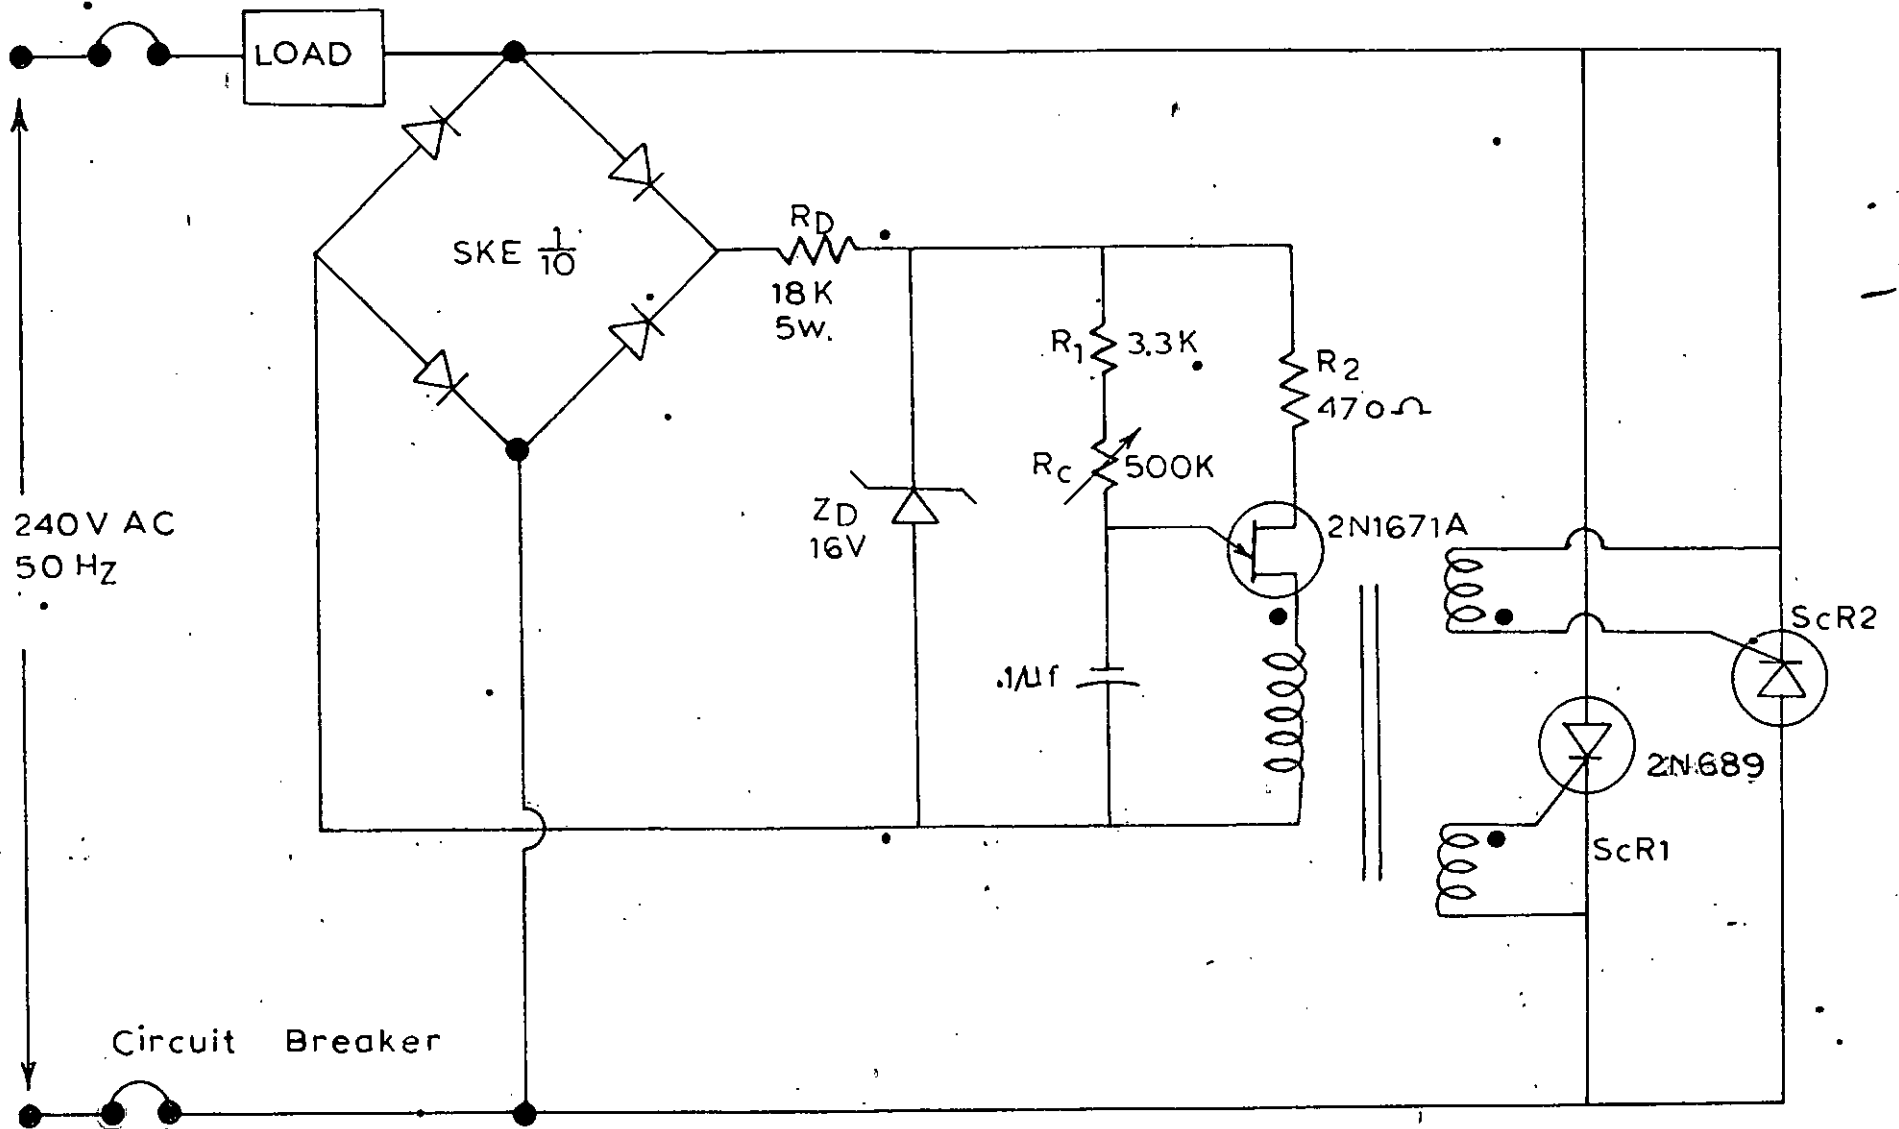 LOAD
SKE 1/10
RD
18K
5W.
R1 3.3K
R2
470Ω
RC 500K
2N1671A
ZD
16V
240V AC
50 HZ
.1µf
ScR2
2N689
ScR1
Circuit Breaker